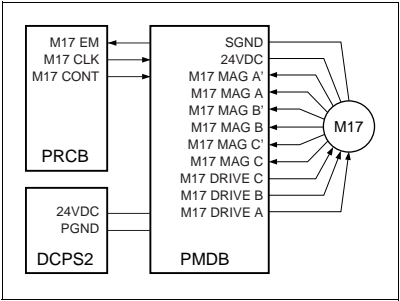 M17 EM
M17 CLK
M17 CONT
PRCB
24VDC
PGND
DCPS2
SGND
24VDC
M17 MAG A'
M17 MAG A
M17 MAG B'
M17 MAG B
M17 MAG C'
M17 MAG C
M17 DRIVE C
M17 DRIVE B
M17 DRIVE A
PMDB
M17